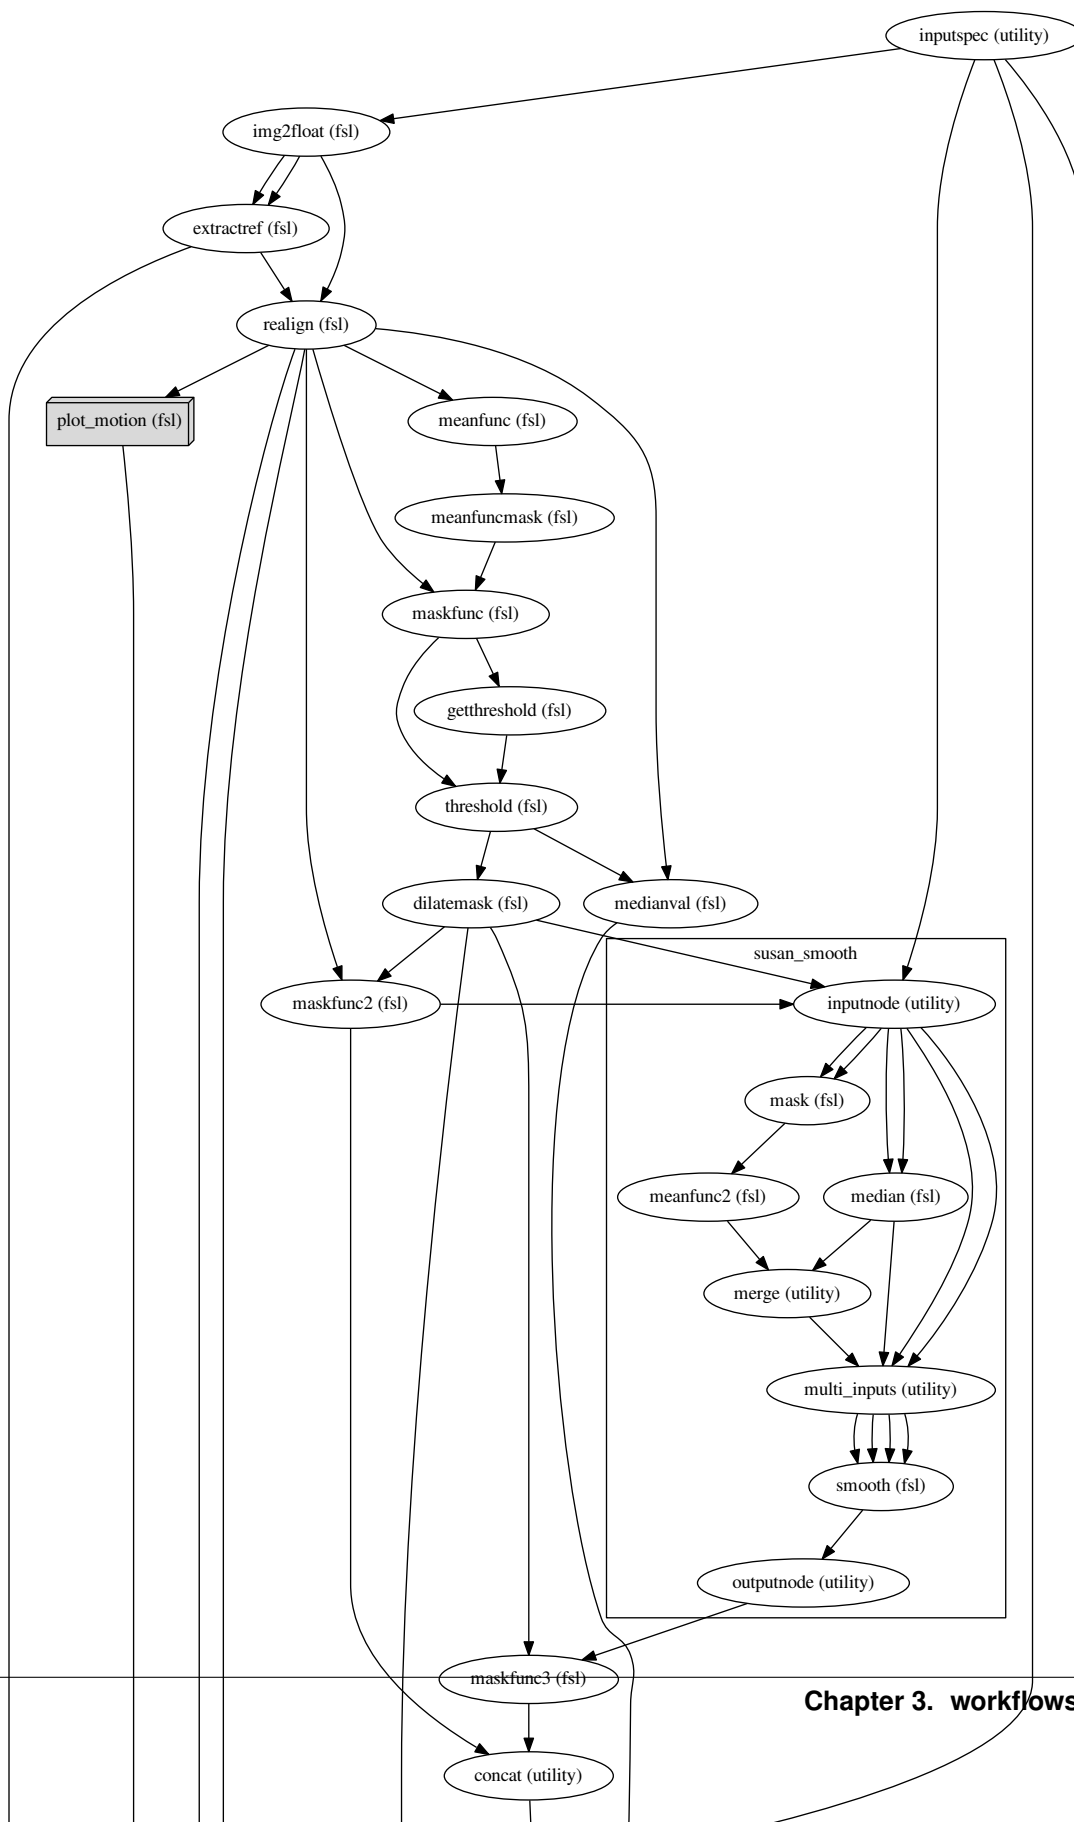 inputspec (utility)
img2float (fsl)
extractref (fsl)
realign (fsl)
plot_motion (fsl)
meanfunc (fsl)
meanfuncmask (fsl)
maskfunc (fsl)
getthreshold (fsl)
threshold (fsl)
dilatemask (fsl)
medianval (fsl)
susan_smooth
maskfunc2 (fsl)
inputnode (utility)
mask (fsl)
meanfunc2 (fsl)
median (fsl)
merge (utility)
multi_inputs (utility)
smooth (fsl)
outputnode (utility)
maskfunc3 (fsl)
Chapter 3. workflows
concat (utility)